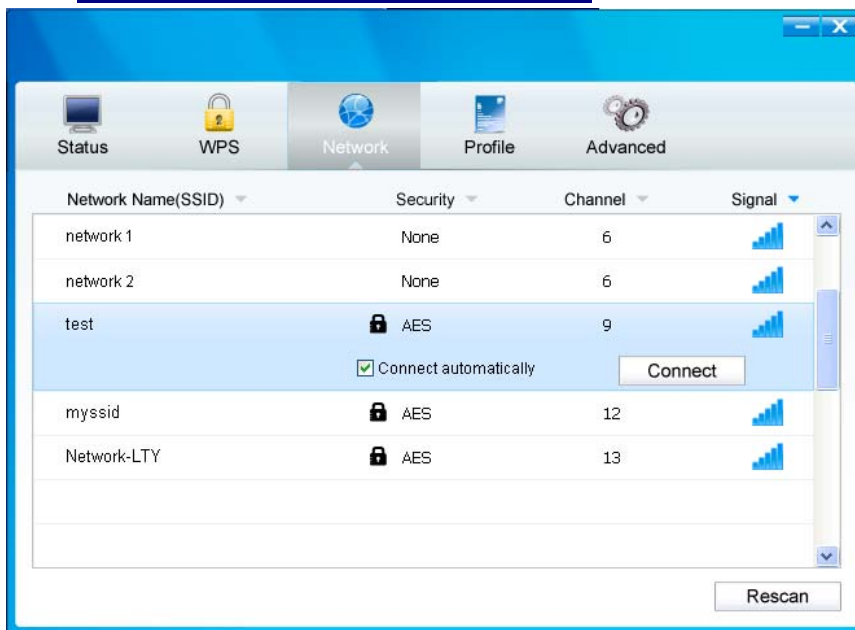 Status WPS Network Profile Advanced
Network Name(SSID) Security Channel Signal
network 1 None 6
network 2 None 6
test AES 9
Connect automatically Connect
myssid AES 12
Network-LTY AES 13
Rescan